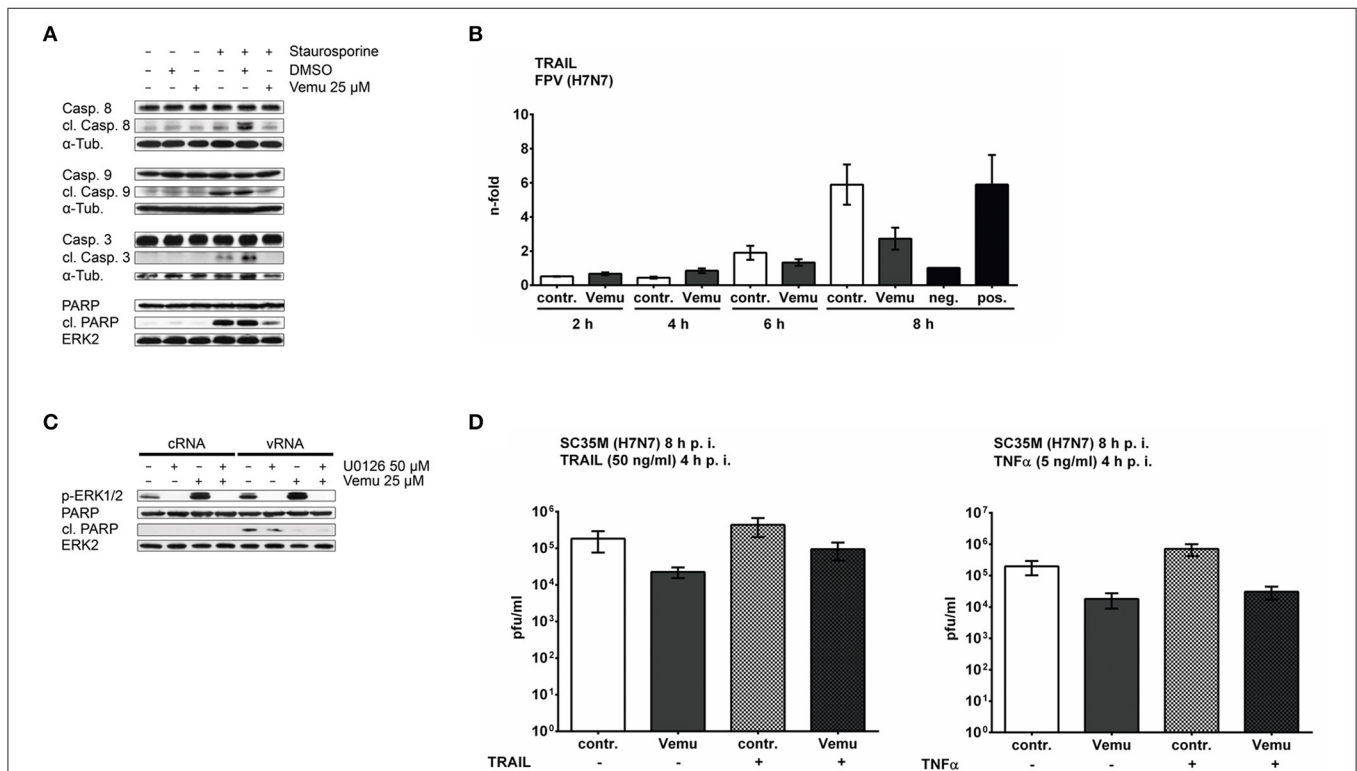 A
– – – + + + Staurosporine
– + – – + – DMSO
– – + – – + Vemu 25 µM
Casp. 8
cl. Casp. 8
α-Tub.
Casp. 9
cl. Casp. 9
α-Tub.
Casp. 3
cl. Casp. 3
α-Tub.
PARP
cl. PARP
ERK2
B
TRAIL
FPV (H7N7)
10
8
6
4
2
0
n-fold
contr. Vemu contr. Vemu contr. Vemu contr. Vemu neg. pos.
2 h 4 h 6 h 8 h
C
cRNA vRNA
– + – + – + – + U0126 50 µM
– – + + – – + + Vemu 25 µM
p-ERK1/2
PARP
cl. PARP
ERK2
D
SC35M (H7N7) 8 h p. i.
TRAIL (50 ng/ml) 4 h p. i.
10⁶
10⁵
10⁴
10³
10²
10¹
10⁰
pfu/ml
contr. Vemu contr. Vemu
TRAIL - - + +
SC35M (H7N7) 8 h p. i.
TNFα (5 ng/ml) 4 h p. i.
10⁷
10⁶
10⁵
10⁴
10³
10²
10¹
10⁰
pfu/ml
contr. Vemu contr. Vemu
TNFα - - + +